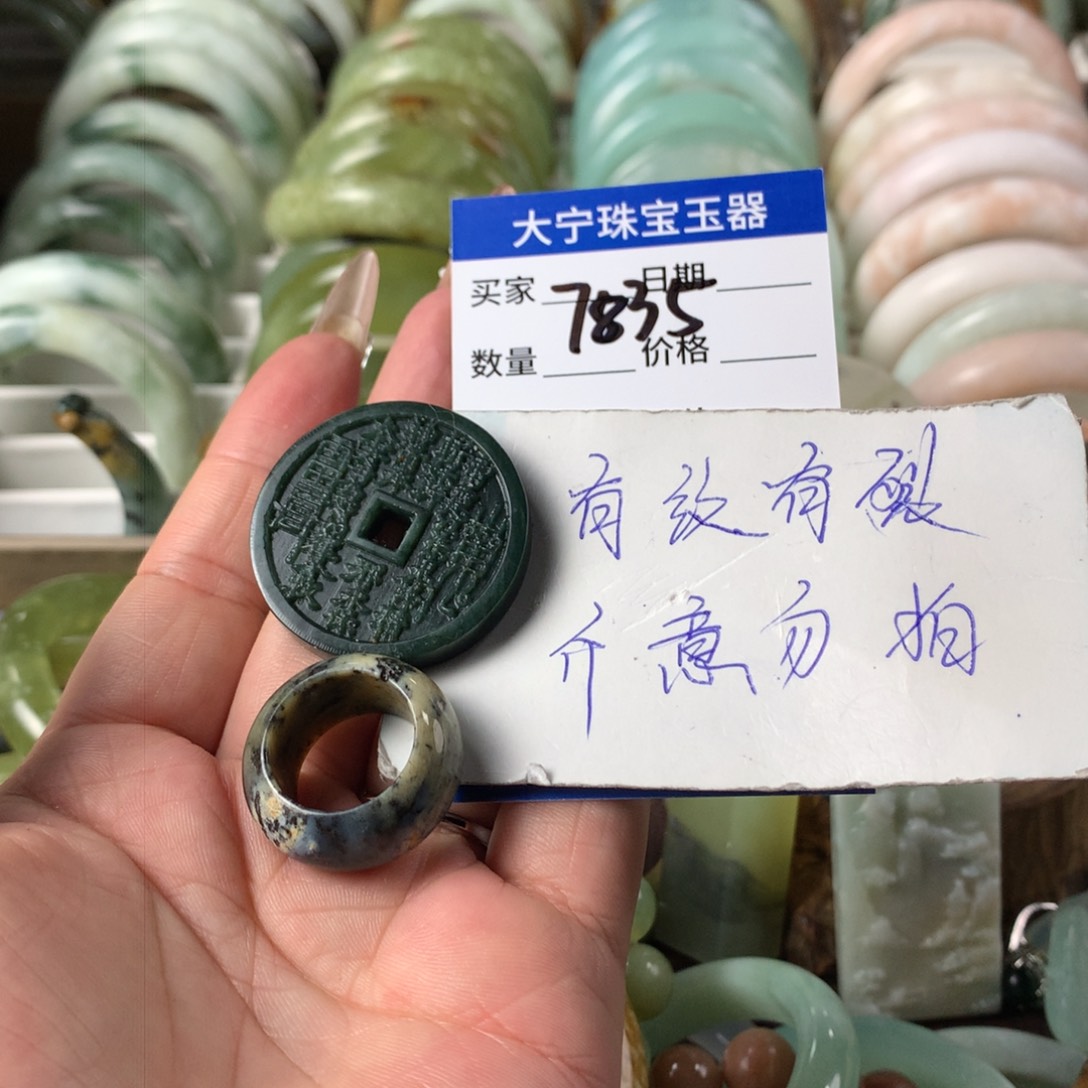 大宁珠宝玉器
买家 7835 日期
数量 价格
有纹有裂
介意勿拍